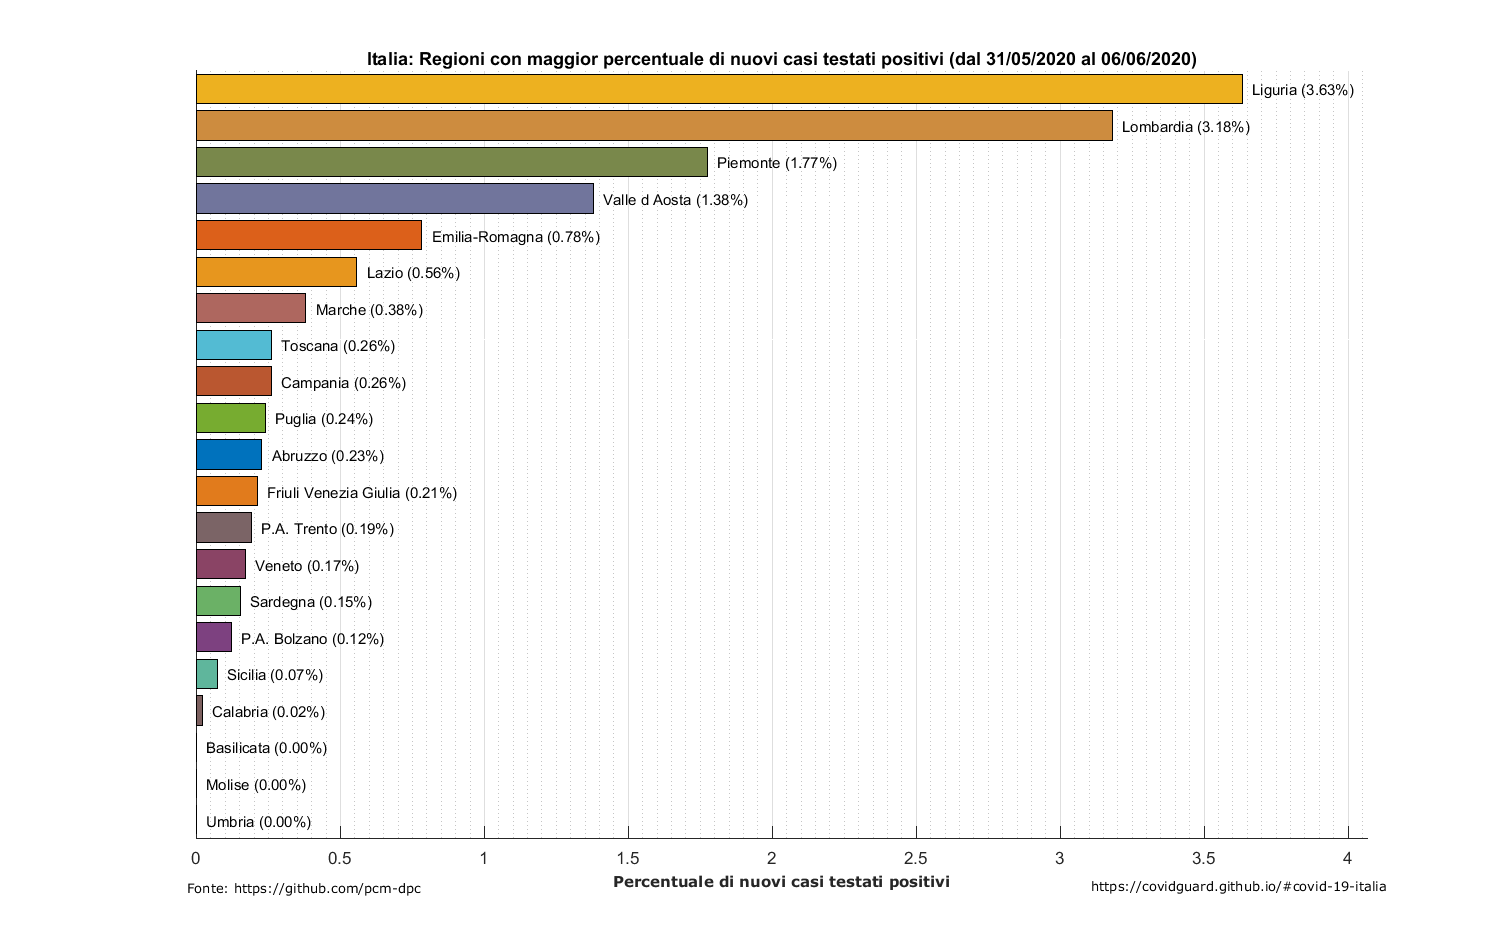 Italia: Regioni con maggior percentuale di nuovi casi testati positivi (dal 31/05/2020 al 06/06/2020)
Liguria (3.63%)
Lombardia (3.18%)
Piemonte (1.77%)
Valle d Aosta (1.38%)
Emilia-Romagna (0.78%)
Lazio (0.56%)
Marche (0.38%)
Toscana (0.26%)
Campania (0.26%)
Puglia (0.24%)
Abruzzo (0.23%)
Friuli Venezia Giulia (0.21%)
P.A. Trento (0.19%)
Veneto (0.17%)
Sardegna (0.15%)
P.A. Bolzano (0.12%)
Sicilia (0.07%)
Calabria (0.02%)
Basilicata (0.00%)
Molise (0.00%)
Umbria (0.00%)
0 0.5 1 1.5 2 2.5 3 3.5 4
Percentuale di nuovi casi testati positivi
Fonte: https://github.com/pcm-dpc
https://covidguard.github.io/#covid-19-italia